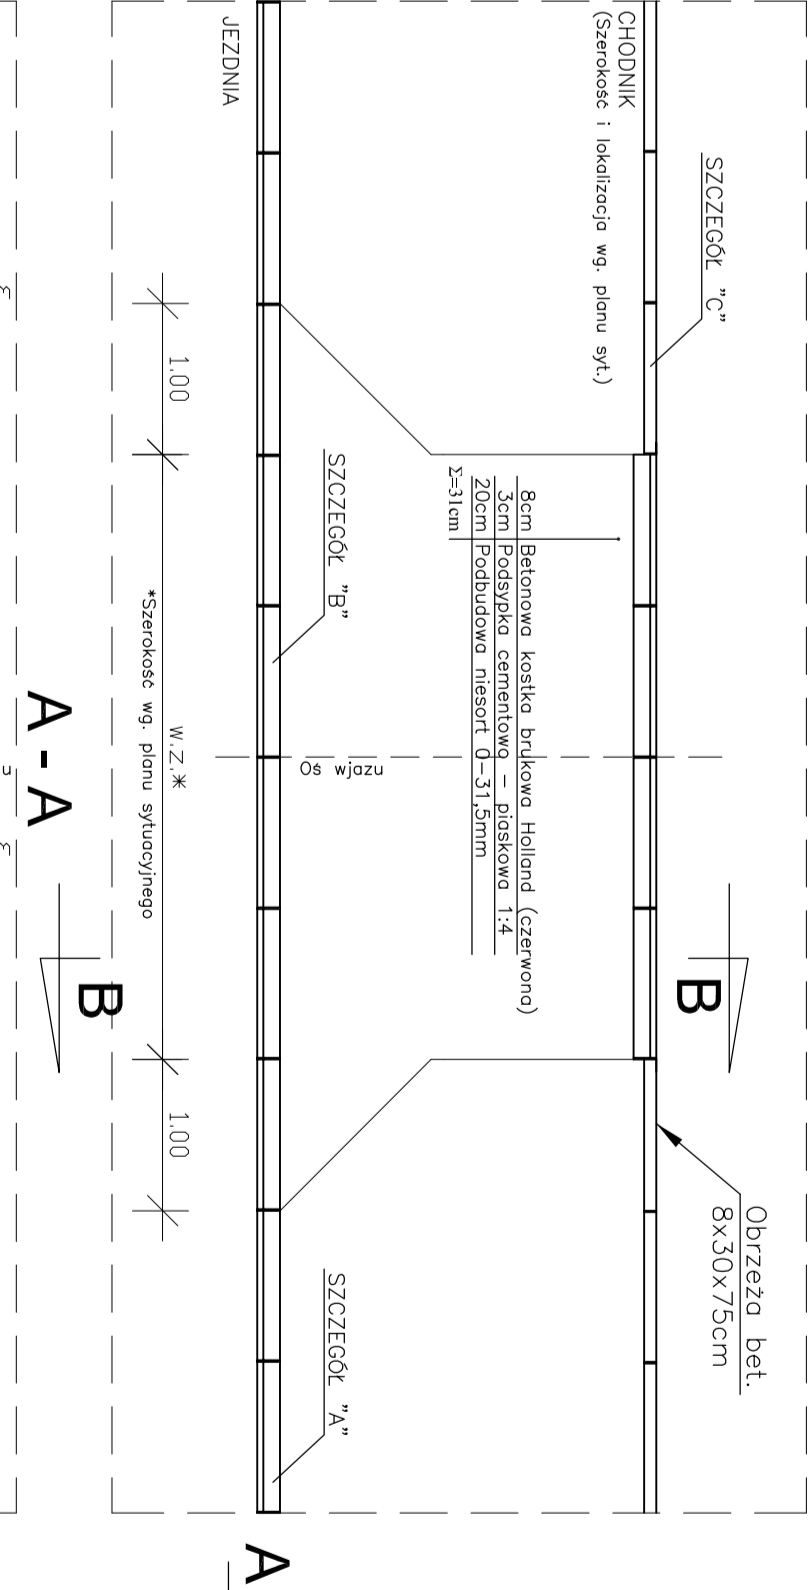 Obrzeża bet.
8x30x75cm
SZCZEGÓŁ "C"
B
CHODNIK
(Szerokość i lokalizacja wg. planu syt.)
8cm Betonowa kostka brukowa Holland (czerwona)
3cm Podsypka cementowo – piaskowa 1:4
20cm Podbudowa niesort 0–31,5mm
Σ=31cm
SZCZEGÓŁ "B"
Oś wjazu
SZCZEGÓŁ "A"
JEZDNIA
A
1.00
W.Z.*
1.00
*Szerokość wg. planu sytuacyjnego
B
A - A